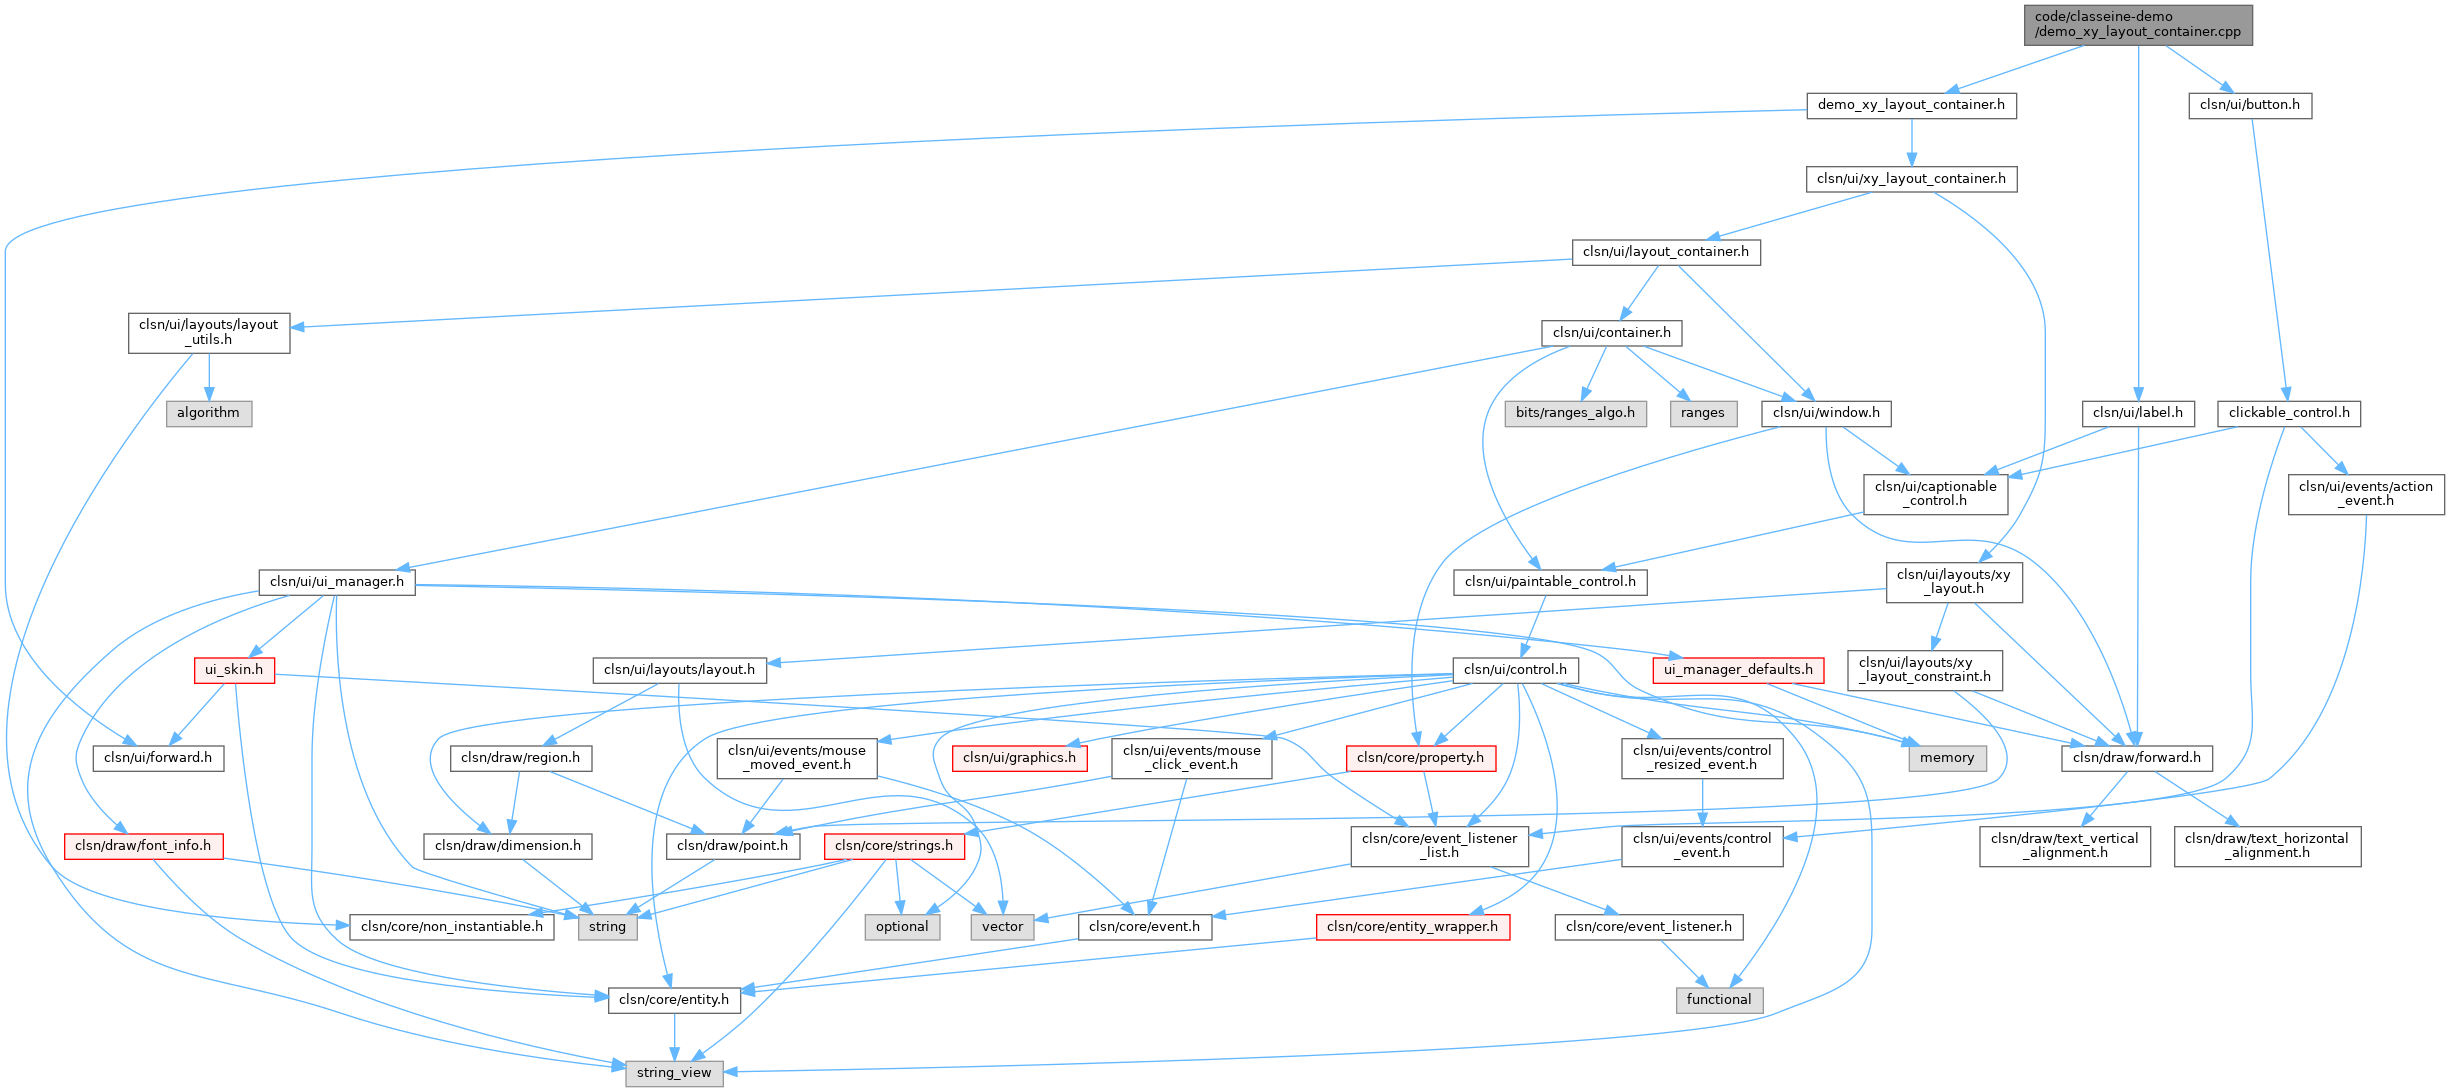 code/classeine-demo
/demo_xy_layout_container.cpp
demo_xy_layout_container.h
clsn/ui/button.h
clsn/ui/xy_layout_container.h
clsn/ui/layout_container.h
clsn/ui/layouts/layout
_utils.h
clsn/ui/container.h
algorithm
bits/ranges_algo.h
ranges
clsn/ui/window.h
clsn/ui/label.h
clickable_control.h
clsn/ui/captionable
_control.h
clsn/ui/events/action
_event.h
clsn/ui/ui_manager.h
clsn/ui/paintable_control.h
clsn/ui/layouts/xy
_layout.h
ui_skin.h
clsn/ui/layouts/layout.h
clsn/ui/control.h
ui_manager_defaults.h
clsn/ui/layouts/xy
_layout_constraint.h
clsn/ui/forward.h
clsn/draw/region.h
clsn/ui/events/mouse
_moved_event.h
clsn/ui/graphics.h
clsn/ui/events/mouse
_click_event.h
clsn/core/property.h
clsn/ui/events/control
_resized_event.h
memory
clsn/draw/forward.h
clsn/draw/font_info.h
clsn/draw/dimension.h
clsn/draw/point.h
clsn/core/strings.h
clsn/core/event_listener
_list.h
clsn/ui/events/control
_event.h
clsn/draw/text_vertical
_alignment.h
clsn/draw/text_horizontal
_alignment.h
clsn/core/non_instantiable.h
string
optional
vector
clsn/core/event.h
clsn/core/entity_wrapper.h
clsn/core/event_listener.h
clsn/core/entity.h
functional
string_view